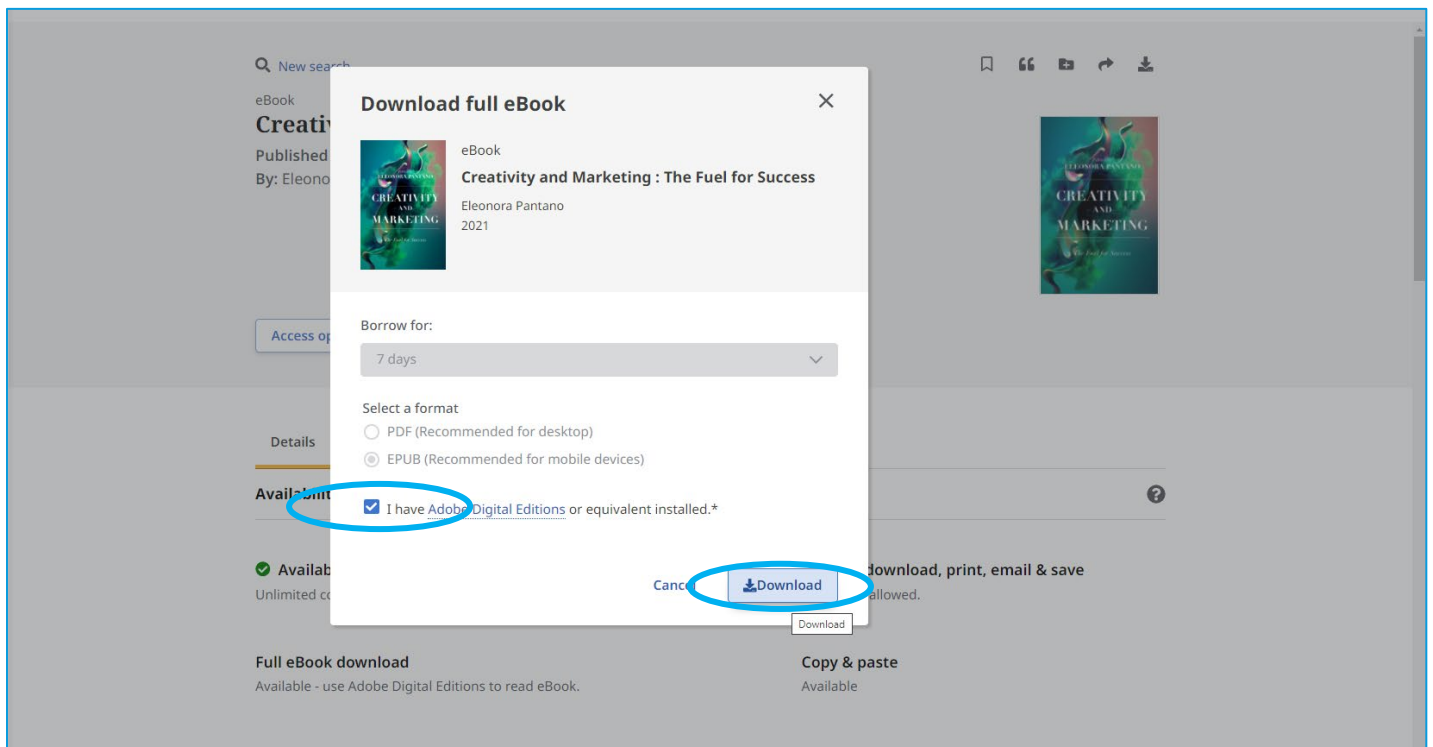 New search
eBook
Creativ
Published
By: Eleono
Access op
Download full eBook
CREATIVITY
AND
MARKETING
eBook
Creativity and Marketing : The Fuel for Success
Eleonora Pantano
2021
Borrow for:
7 days
Select a format
PDF (Recommended for desktop)
EPUB (Recommended for mobile devices)
I have Adobe Digital Editions or equivalent installed.*
Download
Download
ELEONORA PANTANO
CREATIVITY
AND
MARKETING
Details
Availabilit
Availab
Unlimited co
download, print, email & save
allowed.
Full eBook download
Available - use Adobe Digital Editions to read eBook.
Copy & paste
Available